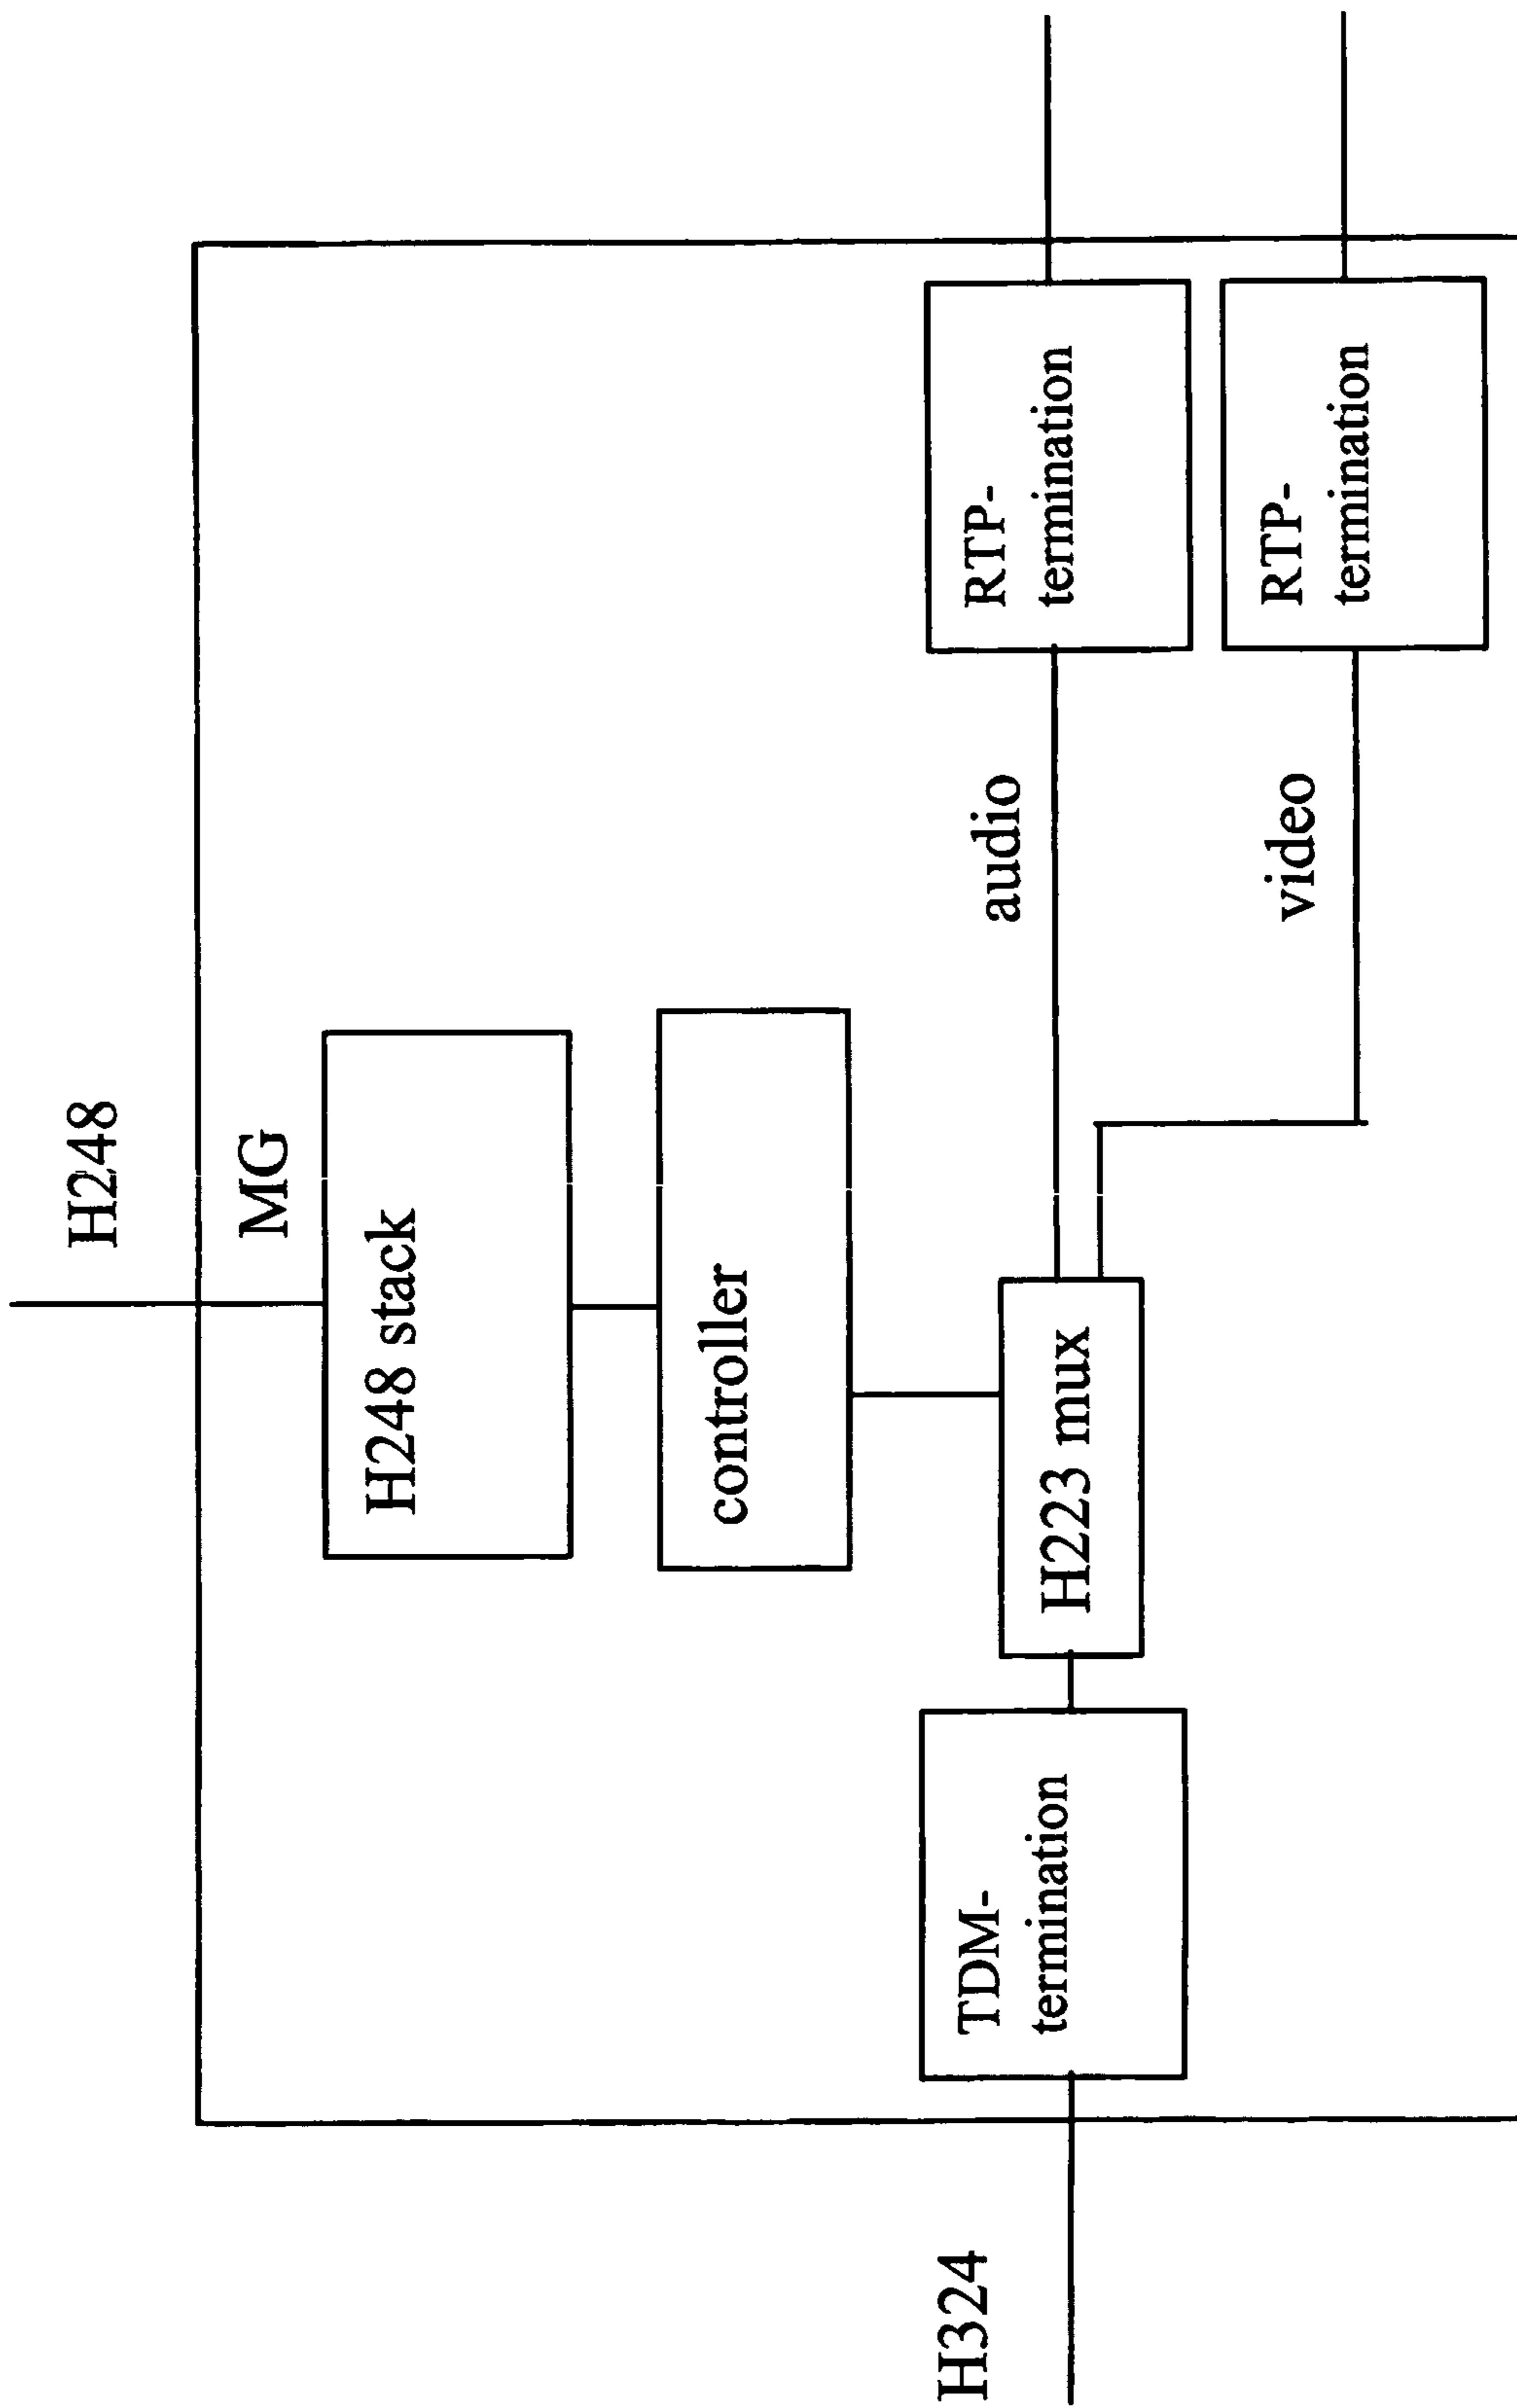 H248
MG
H248 stack
controller
H324
TDM-
termination
H223 mux
audio
RTP-
termination
video
RTP-
termination